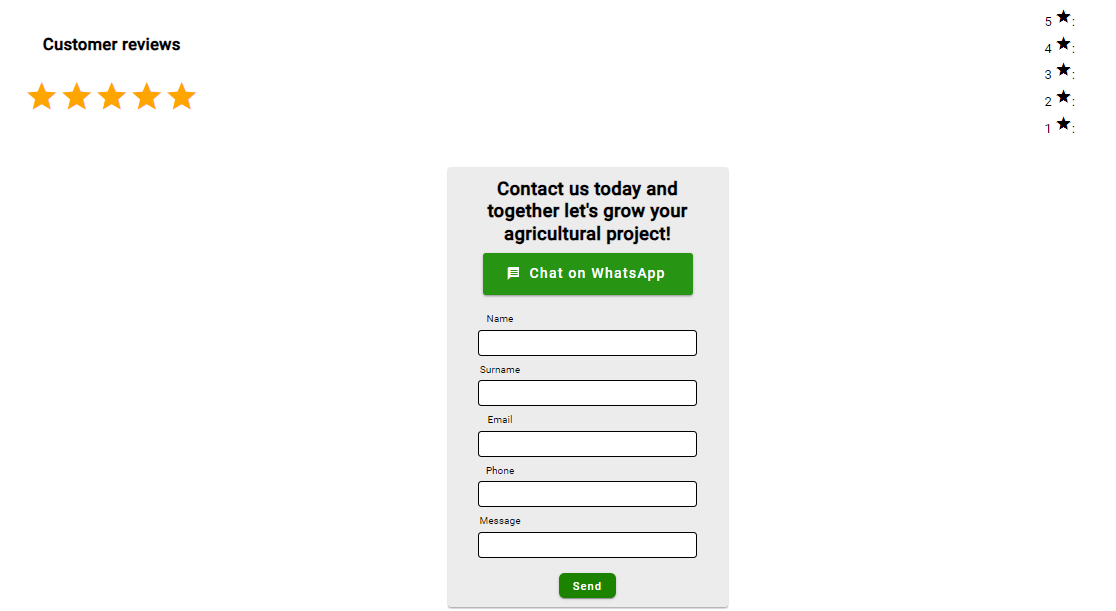 Customer reviews
5 ★:
4 ★:
3 ★:
2 ★:
1 ★:
Contact us today and
together let's grow your
agricultural project!
Chat on WhatsApp
Name
Surname
Email
Phone
Message
Send